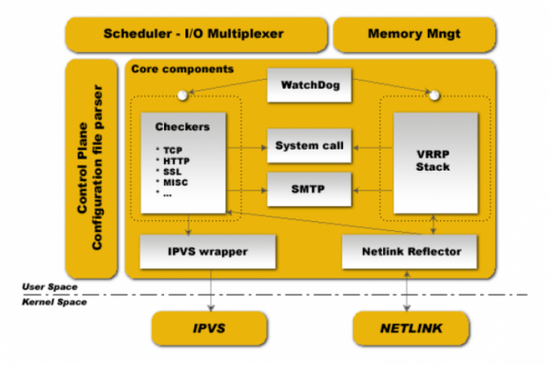 Scheduler - I/O Multiplexer
Memory Mngt
Control Plane
Configuration file parser
Core components
WatchDog
Checkers
* TCP
* HTTP
* SSL
* MISC
* ...
System call
SMTP
VRRP
Stack
IPVS wrapper
Netlink Reflector
User Space
Kernel Space
IPVS
NETLINK